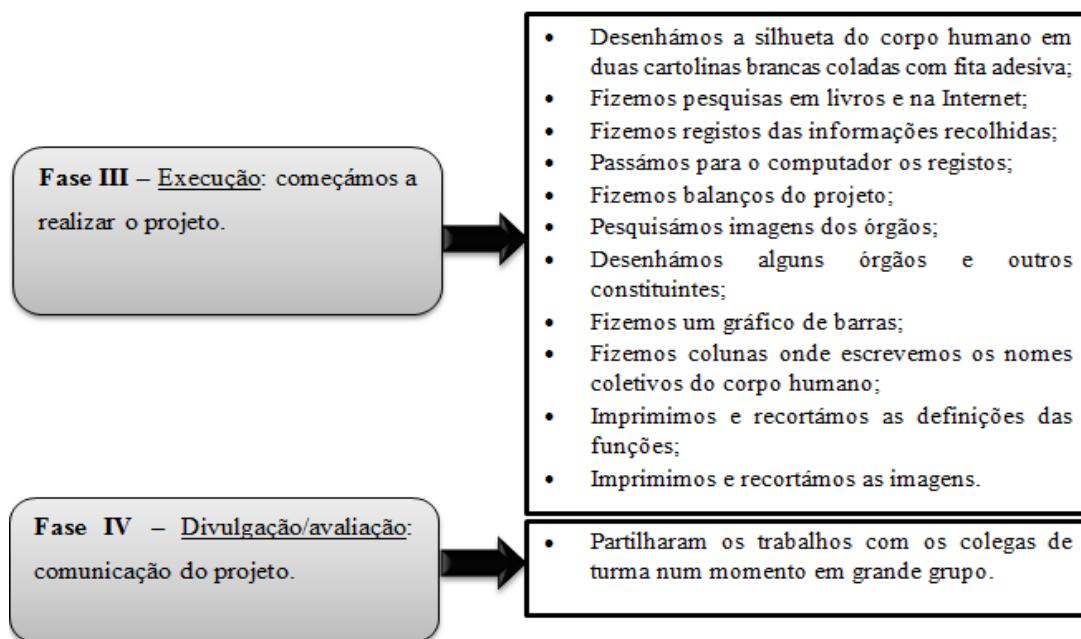 Fase III – Execução: começámos a
realizar o projeto.
• Desenhámos a silhueta do corpo humano em
duas cartolinas brancas coladas com fita adesiva;
• Fizemos pesquisas em livros e na Internet;
• Fizemos registos das informações recolhidas;
• Passámos para o computador os registos;
• Fizemos balanços do projeto;
• Pesquisámos imagens dos órgãos;
• Desenhámos alguns órgãos e outros
constituintes;
• Fizemos um gráfico de barras;
• Fizemos colunas onde escrevemos os nomes
coletivos do corpo humano;
• Imprimimos e recortámos as definições das
funções;
• Imprimimos e recortámos as imagens.
Fase IV – Divulgação/avaliação:
comunicação do projeto.
• Partilharam os trabalhos com os colegas de
turma num momento em grande grupo.